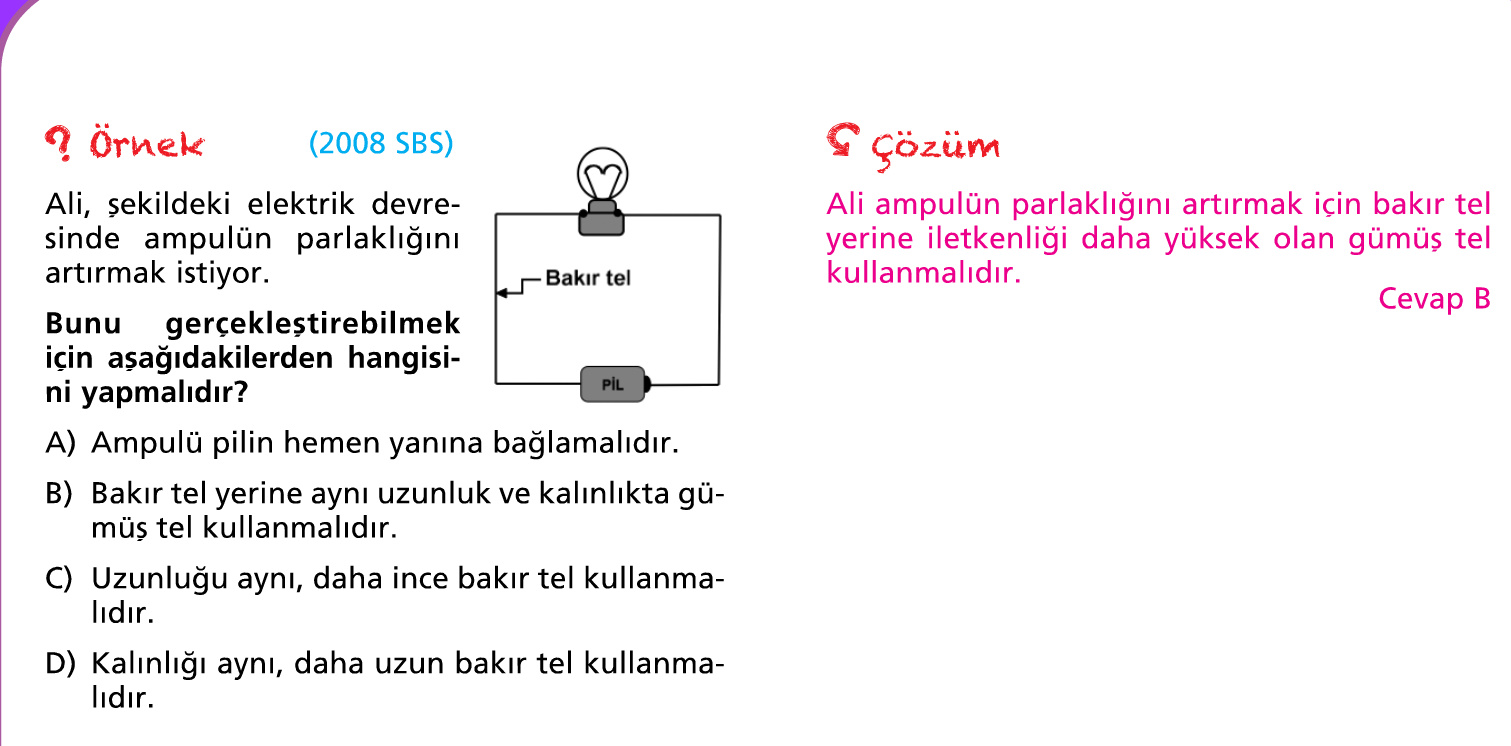 ? Örnek (2008 SBS)
Ali, şekildeki elektrik devre-
sinde ampulün parlaklığını
artırmak istiyor.
Bunu gerçekleştirebilmek
için aşağıdakilerden hangisi-
ni yapmalıdır?
Bakır tel
PİL
A) Ampulü pilin hemen yanına bağlamalıdır.
B) Bakır tel yerine aynı uzunluk ve kalınlıkta gü-
müş tel kullanmalıdır.
C) Uzunluğu aynı, daha ince bakır tel kullanma-
lıdır.
D) Kalınlığı aynı, daha uzun bakır tel kullanma-
lıdır.
Çözüm
Ali ampulün parlaklığını artırmak için bakır tel
yerine iletkenliği daha yüksek olan gümüş tel
kullanmalıdır.
Cevap B